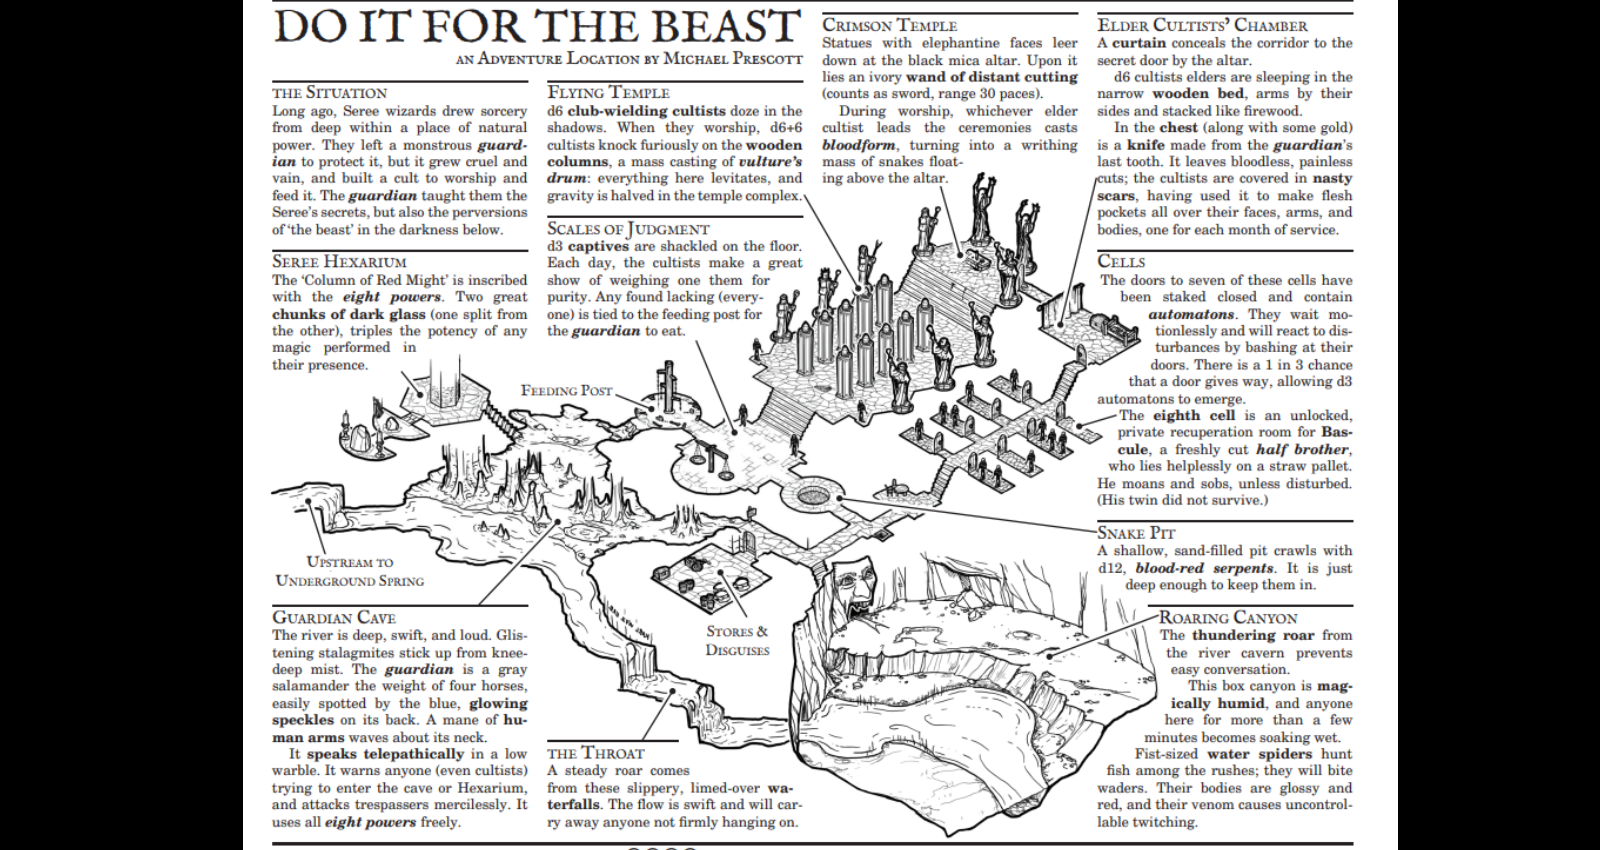 DO IT FOR THE BEAST
AN ADVENTURE LOCATION BY MICHAEL PRESCOTT
THE SITUATION
Long ago, Seree wizards drew sorcery
from deep within a place of natural
power. They left a monstrous guard-
ian to protect it, but it grew cruel and
vain, and built a cult to worship and
feed it. The guardian taught them the
Seree's secrets, but also the perversions
of 'the beast' in the darkness below.
SEREE HEXARIUM
The 'Column of Red Might' is inscribed
with the eight powers. Two great
chunks of dark glass (one split from
the other), triples the potency of any
magic performed in
their presence.
UPSTREAM TO
UNDERGROUND SPRING
GUARDIAN CAVE
The river is deep, swift, and loud. Glis-
tening stalagmites stick up from knee-
deep mist. The guardian is a gray
salamander the weight of four horses,
easily spotted by the blue, glowing
speckles on its back. A mane of hu-
man arms waves about its neck.
It speaks telepathically in a low
warble. It warns anyone (even cultists)
trying to enter the cave or Hexarium,
and attacks trespassers mercilessly. It
uses all eight powers freely.
FLYING TEMPLE
d6 club-wielding cultists doze in the
shadows. When they worship, d6+6
cultists knock furiously on the wooden
columns, a mass casting of vulture's
drum: everything here levitates, and
gravity is halved in the temple complex.
SCALES OF JUDGMENT
d3 captives are shackled on the floor.
Each day, the cultists make a great
show of weighing one them for
purity. Any found lacking (every-
one) is tied to the feeding post for
the guardian to eat.
FEEDING POST
STORES &
DISGUISES
THE THROAT
A steady roar comes
from these slippery, limed-over wa-
terfalls. The flow is swift and will car-
ry away anyone not firmly hanging on.
CRIMSON TEMPLE
Statues with elephantine faces leer
down at the black mica altar. Upon it
lies an ivory wand of distant cutting
(counts as sword, range 30 paces).
During worship, whichever elder
cultist leads the ceremonies casts
bloodform, turning into a writhing
mass of snakes float-
ing above the altar.
ELDER CULTISTS' CHAMBER
A curtain conceals the corridor to the
secret door by the altar.
d6 cultists elders are sleeping in the
narrow wooden bed, arms by their
sides and stacked like firewood.
In the chest (along with some gold)
is a knife made from the guardian's
last tooth. It leaves bloodless, painless
cuts; the cultists are covered in nasty
scars, having used it to make flesh
pockets all over their faces, arms, and
bodies, one for each month of service.
CELLS
The doors to seven of these cells have
been staked closed and contain
automatons. They wait mo-
tionlessly and will react to dis-
turbances by bashing at their
doors. There is a 1 in 3 chance
that a door gives way, allowing d3
automatons to emerge.
The eighth cell is an unlocked,
private recuperation room for Bas-
cule, a freshly cut half brother,
who lies helplessly on a straw pallet.
He moans and sobs, unless disturbed.
(His twin did not survive.)
SNAKE PIT
A shallow, sand-filled pit crawls with
d12, blood-red serpents. It is just
deep enough to keep them in.
ROARING CANYON
The thundering roar from
the river cavern prevents
easy conversation.
This box canyon is mag-
ically humid, and anyone
here for more than a few
minutes becomes soaking wet.
Fist-sized water spiders hunt
fish among the rushes; they will bite
waders. Their bodies are glossy and
red, and their venom causes uncontrol-
lable twitching.